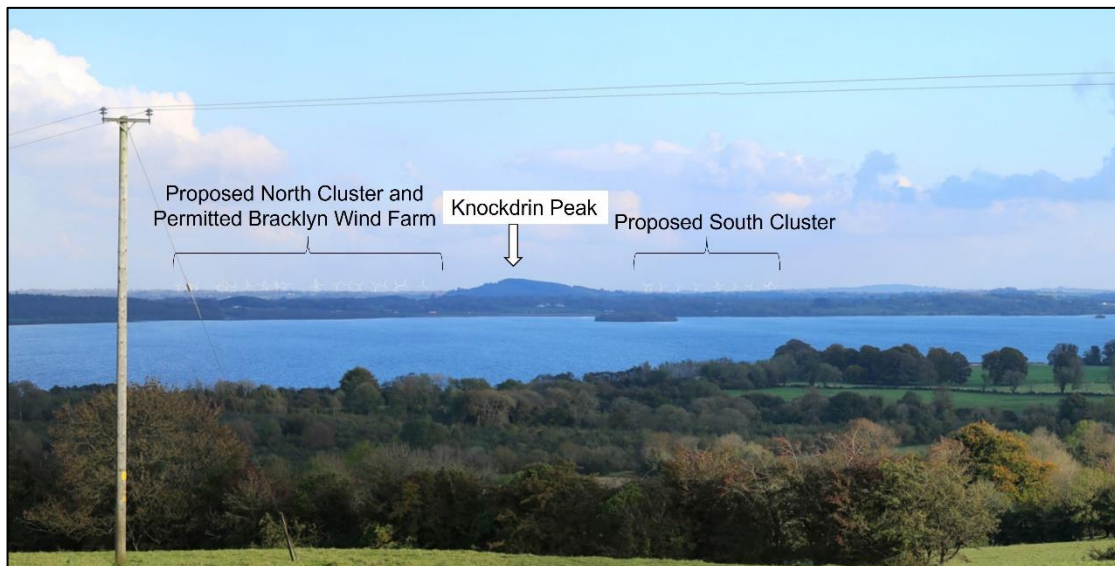 Proposed North Cluster and
Permitted Bracklyn Wind Farm
Knockdrin Peak
Proposed South Cluster